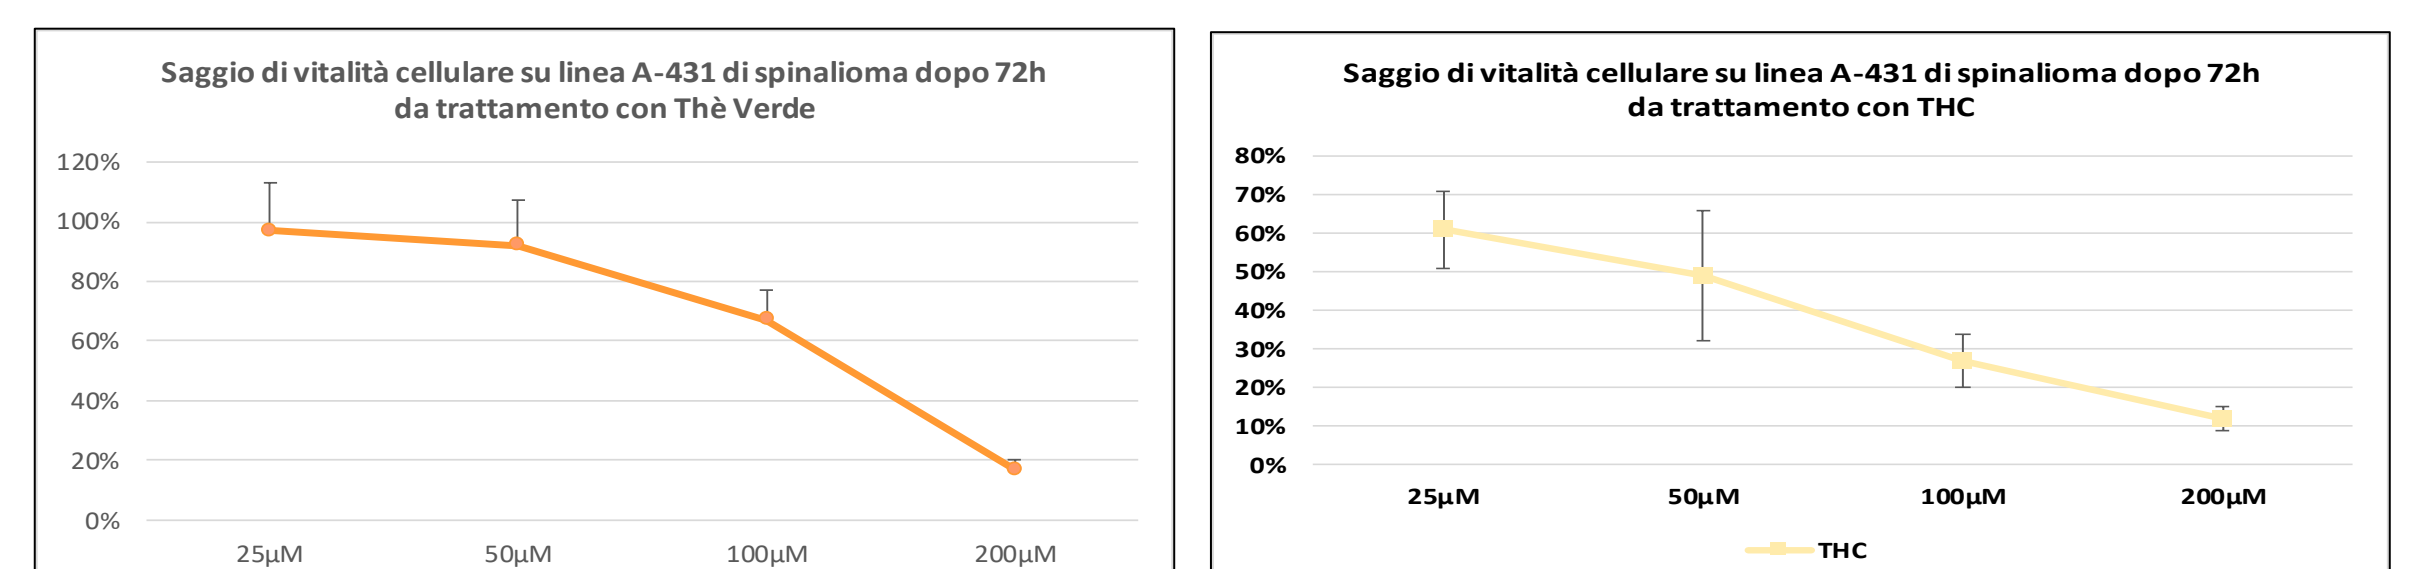 Saggio di vitalità cellulare su linea A-431 di spinalioma dopo 72h
da trattamento con Thè Verde
120%
100%
80%
60%
40%
20%
0%
25µM 50µM 100µM 200µM
Saggio di vitalità cellulare su linea A-431 di spinalioma dopo 72h
da trattamento con THC
80%
70%
60%
50%
40%
30%
20%
10%
0%
25µM 50µM 100µM 200µM
THC